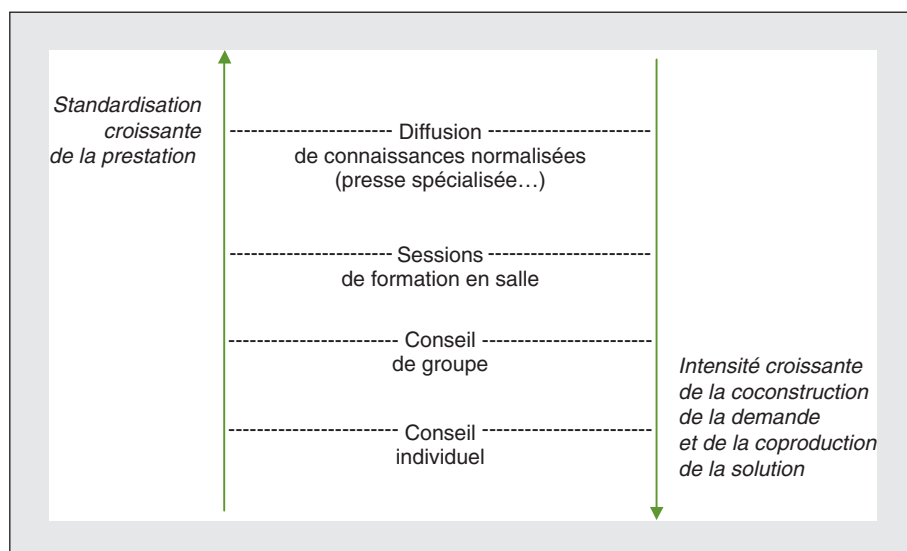 Standardisation
croissante
de la prestation
Diffusion
de connaissances normalisées
(presse spécialisée…)
Sessions
de formation en salle
Conseil
de groupe
Conseil
individuel
Intensité croissante
de la coconstruction
de la demande
et de la coproduction
de la solution